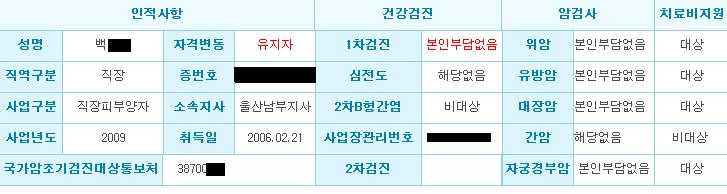 인적사항 건강검진 암검사 치료비지원
성명 백 자격변동 유지자 1차검진 본인부담없음 위암 본인부담없음 대상
직역구분 직장 증번호 심전도 해당없음 유방암 본인부담없음 대상
사업구분 직장피부양자 소속지사 울산남부지사 2차B형간염 비대상 대장암 본인부담없음 대상
사업년도 2009 취득일 2006.02.21 사업장관리번호 간암 해당없음 비대상
국가암조기검진대상통보처 38700 2차검진 자궁경부암 본인부담없음 대상